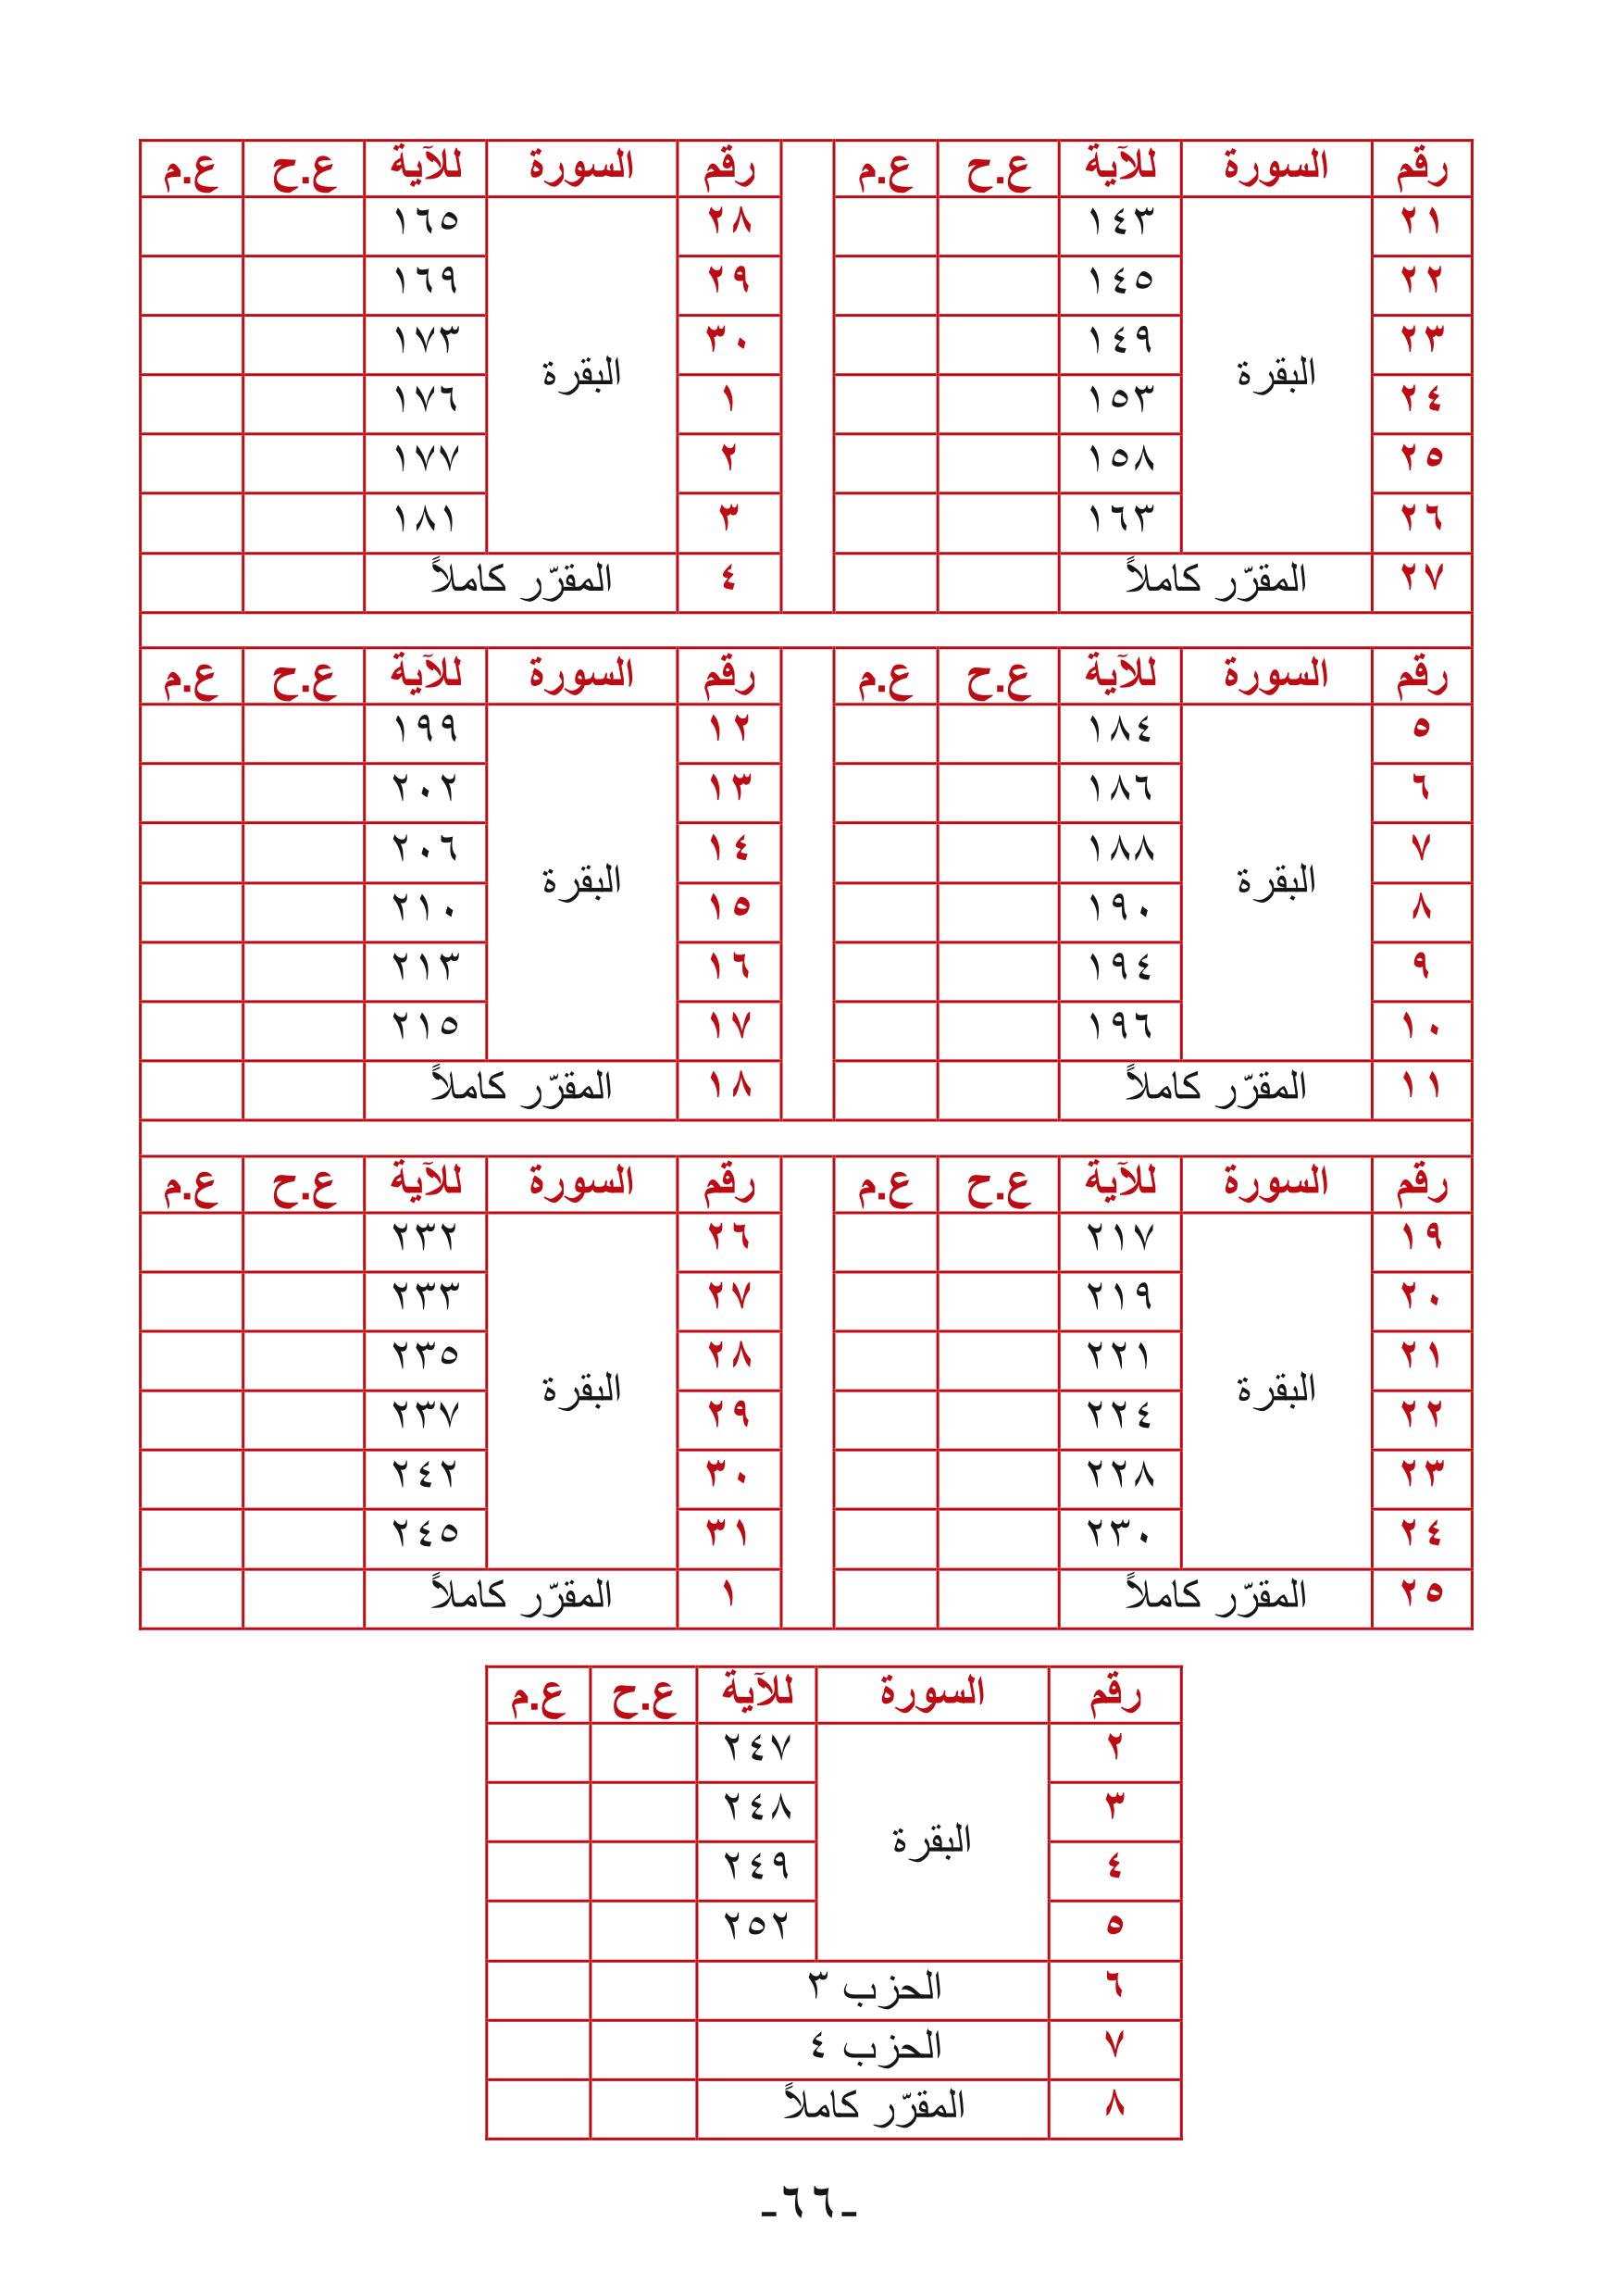 رقم السورة للآية ع.ح ع.م رقم السورة للآية ع.ح ع.م
٢١ ١٤٣ ٢٨ ١٦٥
٢٢ ١٤٥ ٢٩ ١٦٩
٢٣ ١٤٩ ٣٠ ١٧٣
البقرة البقرة
٢٤ ١٥٣ ١ ١٧٦
٢٥ ١٥٨ ٢ ١٧٧
٢٦ ١٦٣ ٣ ١٨١
٢٧ المقرّر كاملاً ٤ المقرّر كاملاً
رقم السورة للآية ع.ح ع.م رقم السورة للآية ع.ح ع.م
٥ ١٨٤ ١٢ ١٩٩
٦ ١٨٦ ١٣ ٢٠٢
٧ ١٨٨ ١٤ ٢٠٦
البقرة البقرة
٨ ١٩٠ ١٥ ٢١٠
٩ ١٩٤ ١٦ ٢١٣
١٠ ١٩٦ ١٧ ٢١٥
١١ المقرّر كاملاً ١٨ المقرّر كاملاً
رقم السورة للآية ع.ح ع.م رقم السورة للآية ع.ح ع.م
١٩ ٢١٧ ٢٦ ٢٣٢
٢٠ ٢١٩ ٢٧ ٢٣٣
٢١ ٢٢١ ٢٨ ٢٣٥
البقرة البقرة
٢٢ ٢٢٤ ٢٩ ٢٣٧
٢٣ ٢٢٨ ٣٠ ٢٤٢
٢٤ ٢٣٠ ٣١ ٢٤٥
٢٥ المقرّر كاملاً ١ المقرّر كاملاً
رقم السورة للآية ع.ح ع.م
٢ ٢٤٧
٣ ٢٤٨
البقرة
٤ ٢٤٩
٥ ٢٥٢
٦ الحزب ٣
٧ الحزب ٤
٨ المقرّر كاملاً
-٦٦-